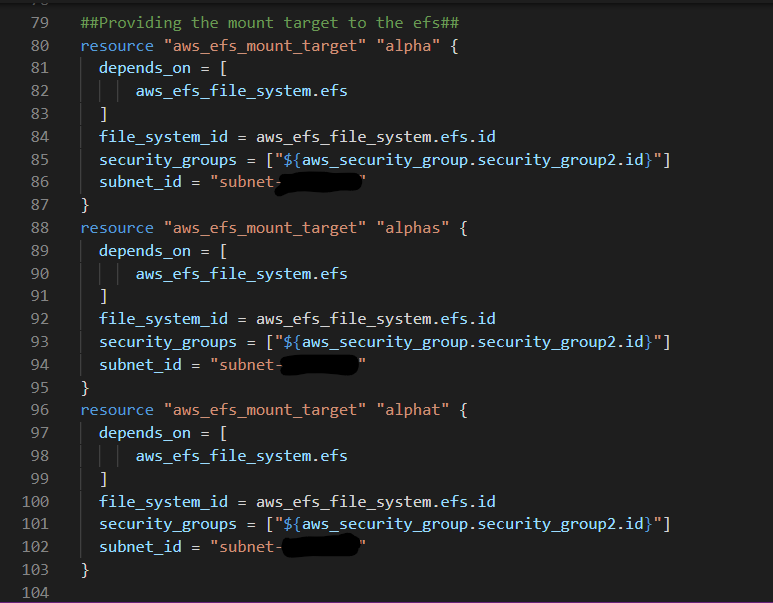 79 ##Providing the mount target to the efs##
80 resource "aws_efs_mount_target" "alpha" {
81 depends_on = [
82 aws_efs_file_system.efs
83 ]
84 file_system_id = aws_efs_file_system.efs.id
85 security_groups = ["${aws_security_group.security_group2.id}"]
86 subnet_id = "subnet-"
87 }
88 resource "aws_efs_mount_target" "alphas" {
89 depends_on = [
90 aws_efs_file_system.efs
91 ]
92 file_system_id = aws_efs_file_system.efs.id
93 security_groups = ["${aws_security_group.security_group2.id}"]
94 subnet_id = "subnet-"
95 }
96 resource "aws_efs_mount_target" "alphat" {
97 depends_on = [
98 aws_efs_file_system.efs
99 ]
100 file_system_id = aws_efs_file_system.efs.id
101 security_groups = ["${aws_security_group.security_group2.id}"]
102 subnet_id = "subnet-"
103 }
104